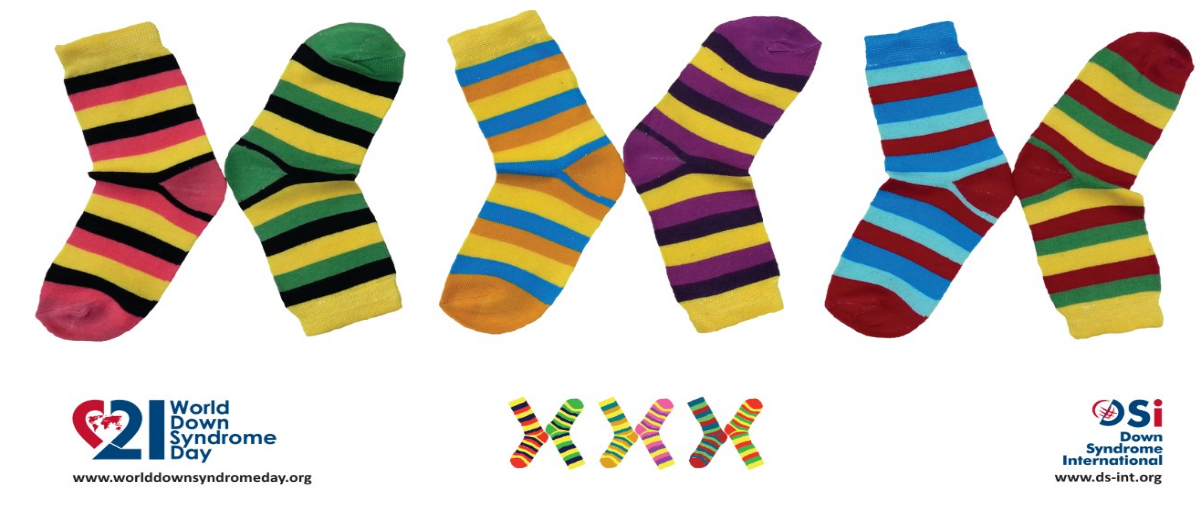 21 World
Down
Syndrome
Day
www.worlddownsyndromeday.org
DSi
Down
Syndrome
International
www.ds-int.org